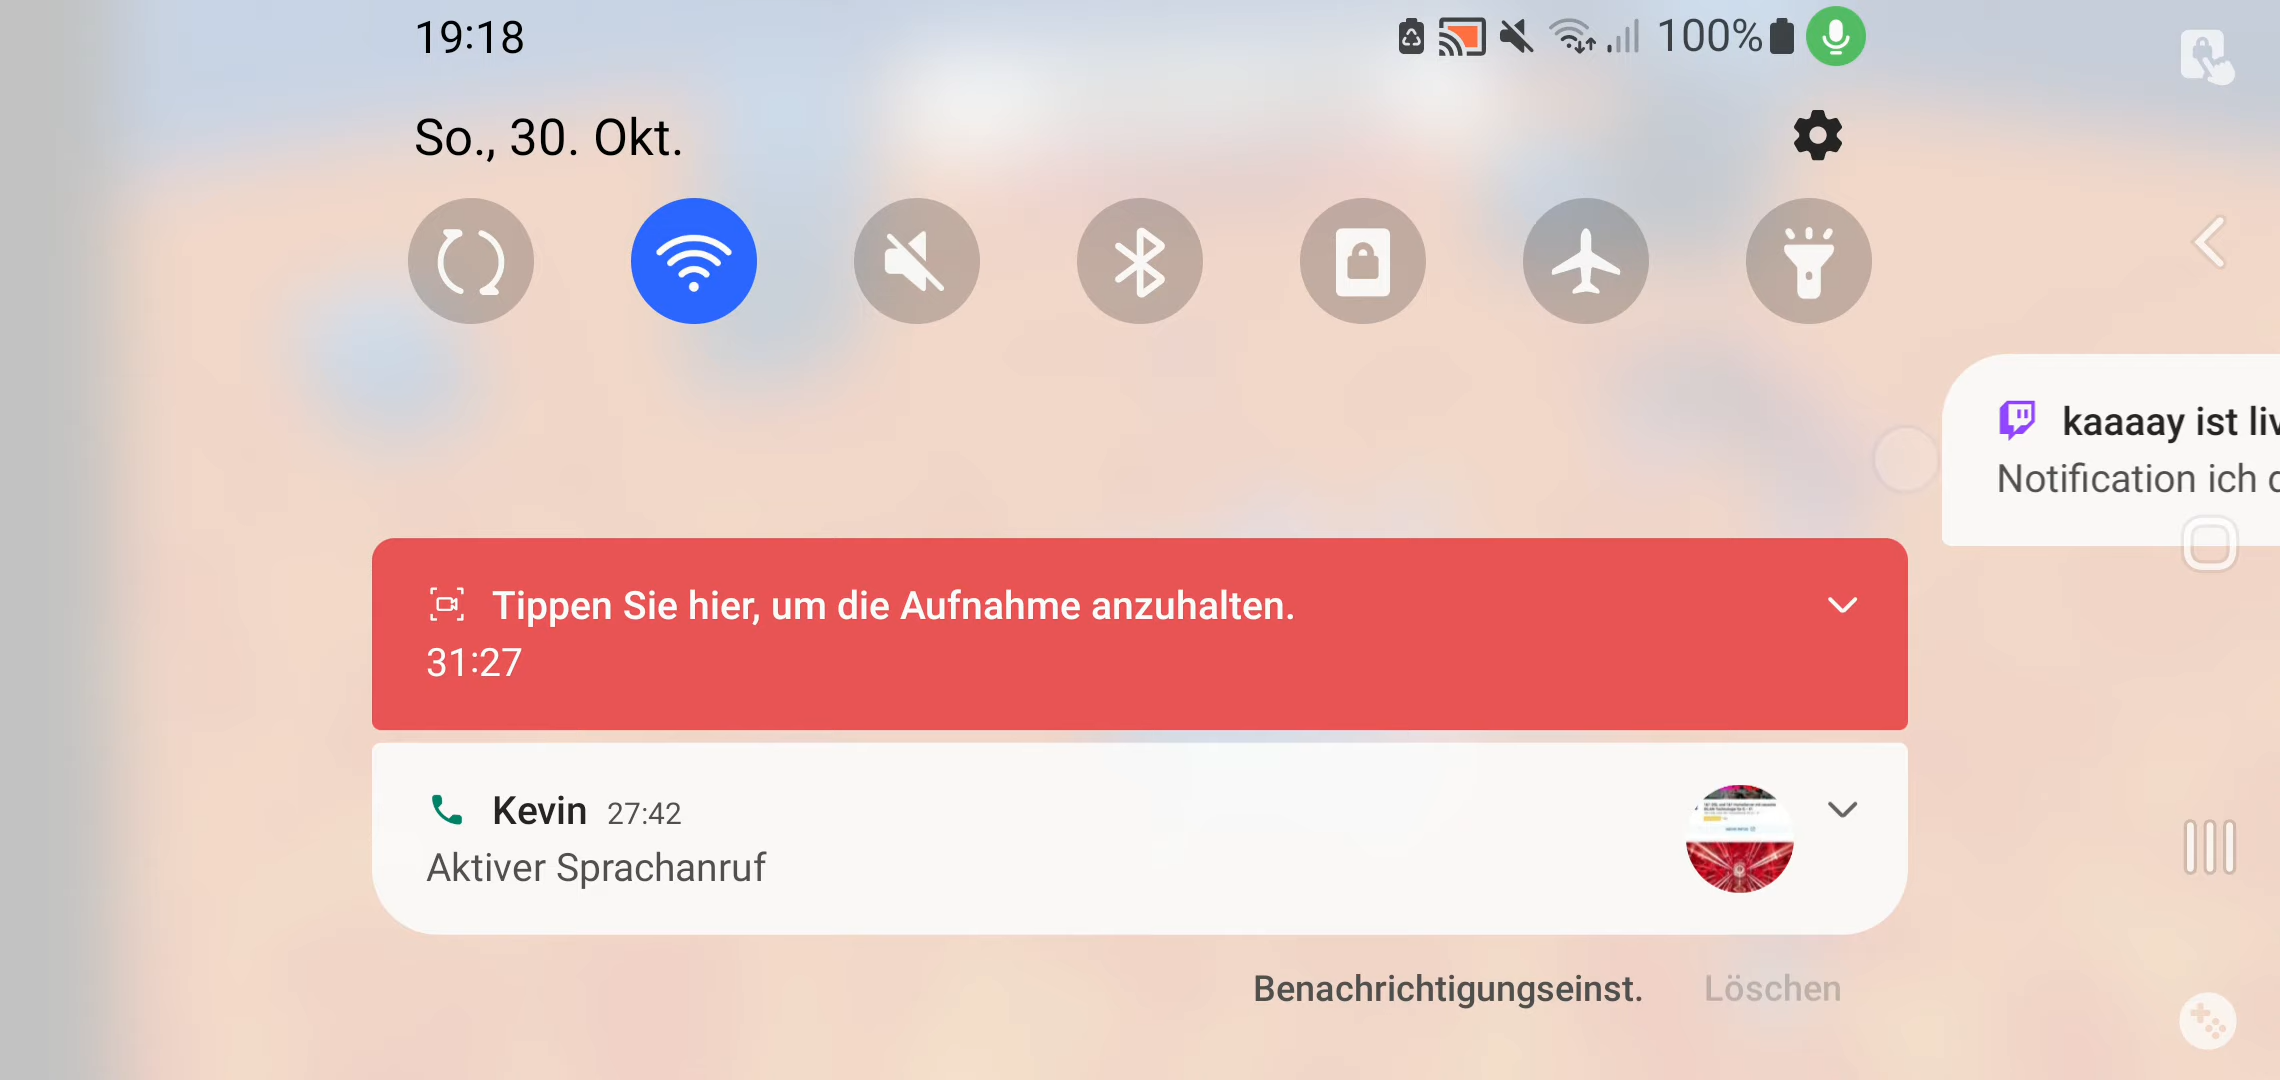 19:18
100%
So., 30. Okt.
kaaaay ist liv
Notification ich
Tippen Sie hier, um die Aufnahme anzuhalten.
31:27
Kevin 27:42
Aktiver Sprachanruf
Benachrichtigungseinst. Löschen